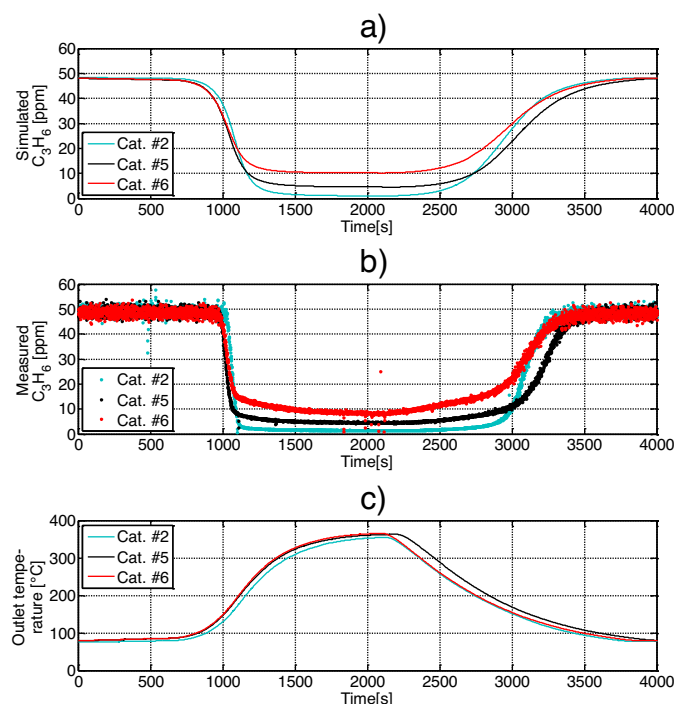 a)
60
50
40
30
20
10
0
Simulated
C3H6 [ppm]
Cat. #2
Cat. #5
Cat. #6
0 500 1000 1500 2000 2500 3000 3500 4000
Time[s]
b)
60
50
40
30
20
10
0
Measured
C3H6 [ppm]
Cat. #2
Cat. #5
Cat. #6
0 500 1000 1500 2000 2500 3000 3500 4000
Time[s]
c)
400
300
200
100
0
Outlet tempe-
rature [°C]
Cat. #2
Cat. #5
Cat. #6
0 500 1000 1500 2000 2500 3000 3500 4000
Time[s]